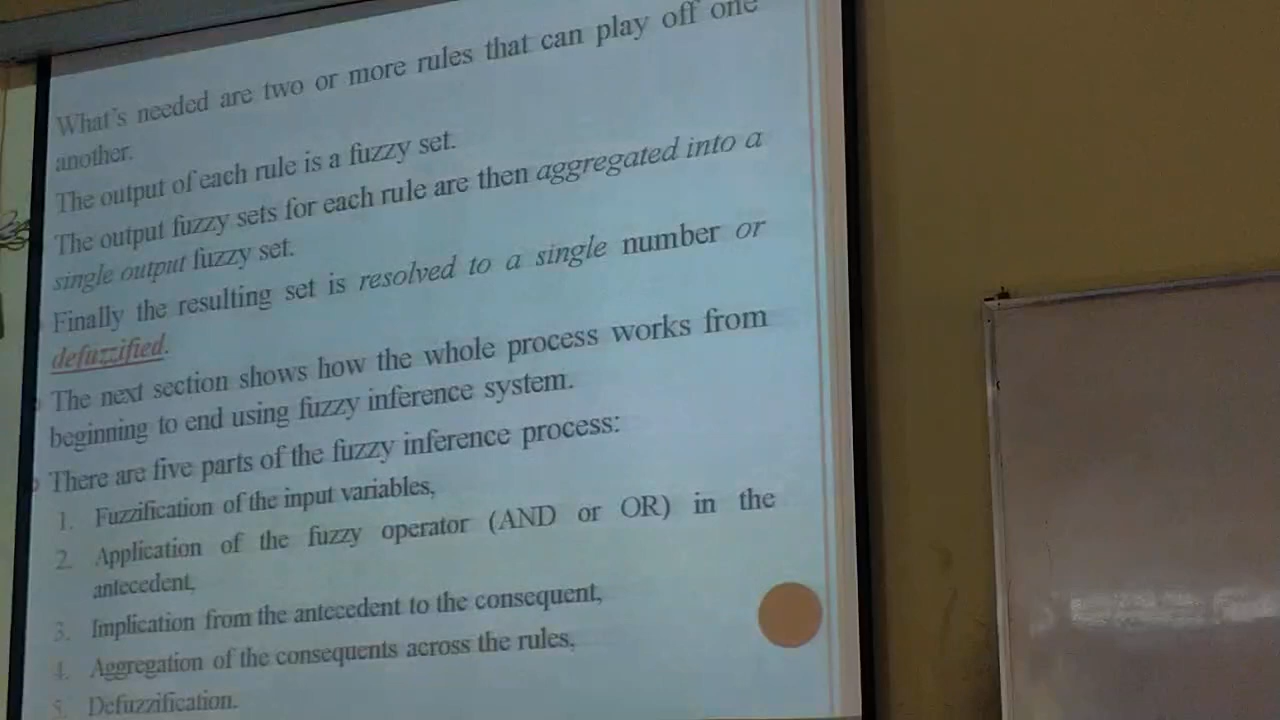 What's needed are two or more rules that can play off one
another.
The output of each rule is a fuzzy set.
The output fuzzy sets for each rule are then aggregated into a
single output fuzzy set.
Finally the resulting set is resolved to a single number or
defuzzified.
The next section shows how the whole process works from
beginning to end using fuzzy inference system.
There are five parts of the fuzzy inference process:
1. Fuzzification of the input variables,
2. Application of the fuzzy operator (AND or OR) in the
antecedent,
3. Implication from the antecedent to the consequent,
4. Aggregation of the consequents across the rules,
5. Defuzzification.